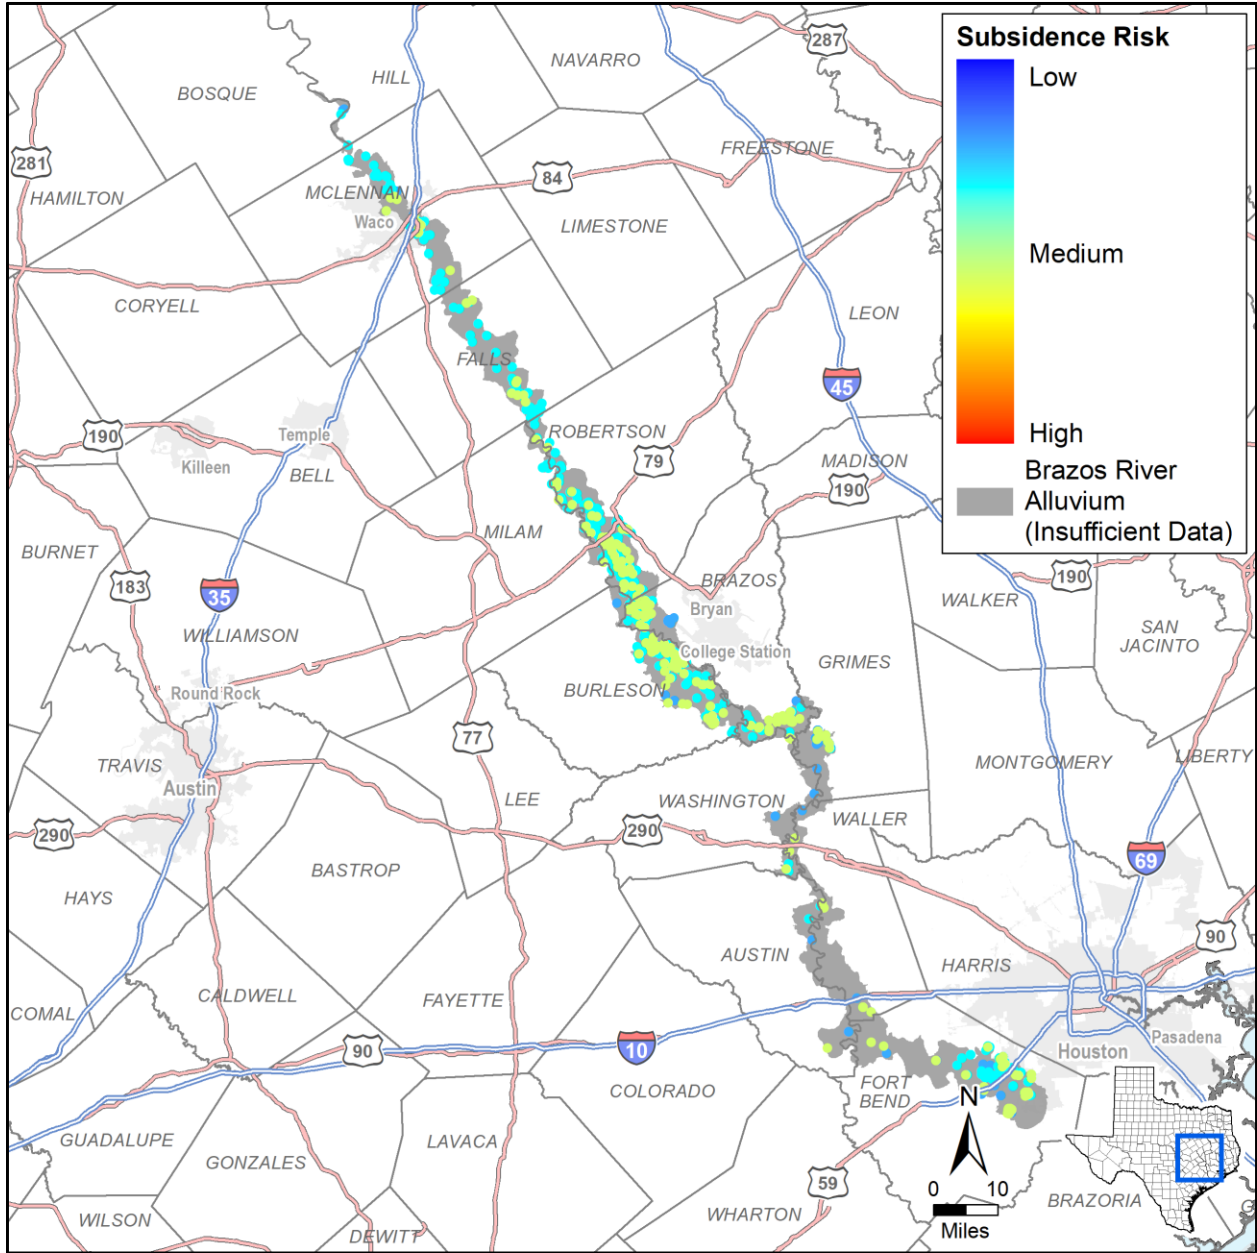 Subsidence Risk
Low
Medium
High
Brazos River
Alluvium
(Insufficient Data)
287
NAVARRO
HILL
BOSQUE
281
FREESTONE
84
HAMILTON
MCLENNAN
Waco
LIMESTONE
CORYELL
LEON
FALLS
45
190
Temple
ROBERTSON
Killeen
79
MADISON
BELL
190
MILAM
BURNET
183
BRAZOS
190
35
Bryan
WALKER
WILLIAMSON
SAN
JACINTO
College Station
GRIMES
Round Rock
BURLESON
77
TRAVIS
MONTGOMERY
LIBERTY
Austin
LEE
WASHINGTON
WALLER
290
290
69
BASTROP
HAYS
90
AUSTIN
HARRIS
CALDWELL
FAYETTE
COMAL
Pasadena
90
10
Houston
COLORADO
FORT
BEND
N
GUADALUPE
LAVACA
GONZALES
59
0 10
Miles
BRAZORIA
WILSON
WHARTON
DEWITT